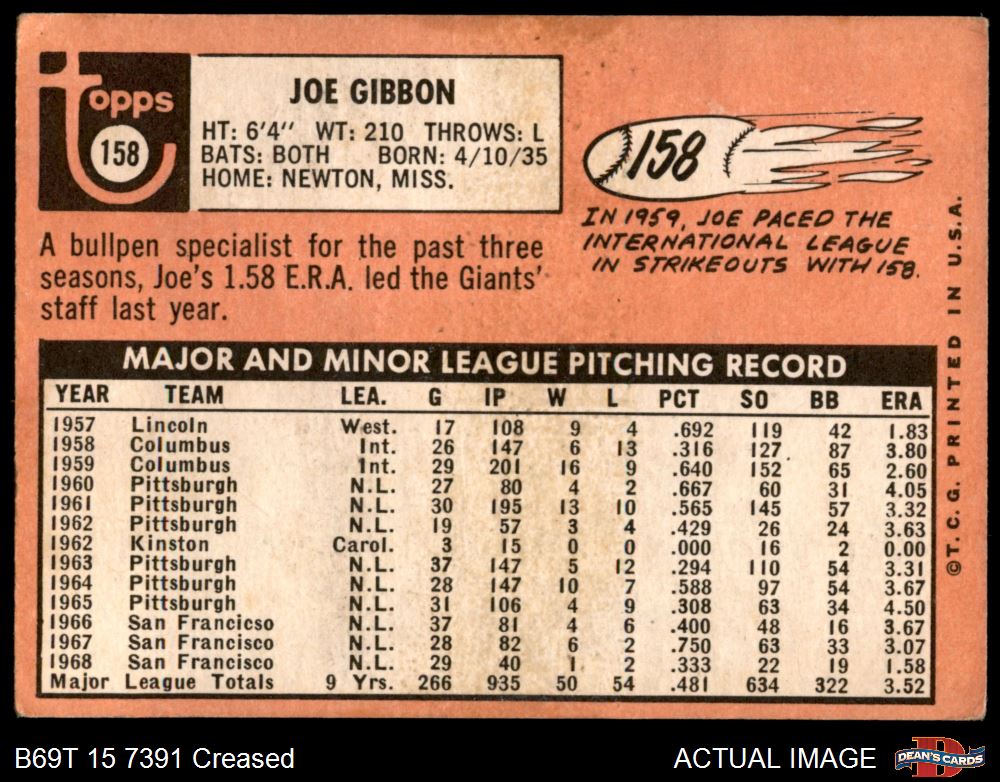 topps
158
JOE GIBBON
HT: 6'4" WT: 210 THROWS: L
BATS: BOTH BORN: 4/10/35
HOME: NEWTON, MISS.
158
IN 1959, JOE PACED THE
INTERNATIONAL LEAGUE
IN STRIKEOUTS WITH 158.
A bullpen specialist for the past three
seasons, Joe's 1.58 E.R.A. led the Giants'
staff last year.
MAJOR AND MINOR LEAGUE PITCHING RECORD
YEAR TEAM LEA. G IP W L PCT SO BB ERA
1957 Lincoln West. 17 108 9 4 .692 119 42 1.83
1958 Columbus Int. 26 147 6 13 .316 127 87 3.80
1959 Columbus Int. 29 201 16 9 .640 152 65 2.60
1960 Pittsburgh N.L. 27 80 4 2 .667 60 31 4.05
1961 Pittsburgh N.L. 30 195 13 10 .565 145 57 3.32
1962 Pittsburgh N.L. 19 57 3 4 .429 26 24 3.63
1962 Kinston Carol. 3 15 0 0 .000 16 2 0.00
1963 Pittsburgh N.L. 37 147 5 12 .294 110 54 3.31
1964 Pittsburgh N.L. 28 147 10 7 .588 97 54 3.67
1965 Pittsburgh N.L. 31 106 4 9 .308 63 34 4.50
1966 San Francicso N.L. 37 81 4 6 .400 48 16 3.67
1967 San Francisco N.L. 28 82 6 2 .750 63 33 3.07
1968 San Francisco N.L. 29 40 1 2 .333 22 19 1.58
Major League Totals 9 Yrs. 266 935 50 54 .481 634 322 3.52
©T. C. G. PRINTED IN U.S.A.
B69T 15 7391 Creased
ACTUAL IMAGE
D
DEAN'S CARDS